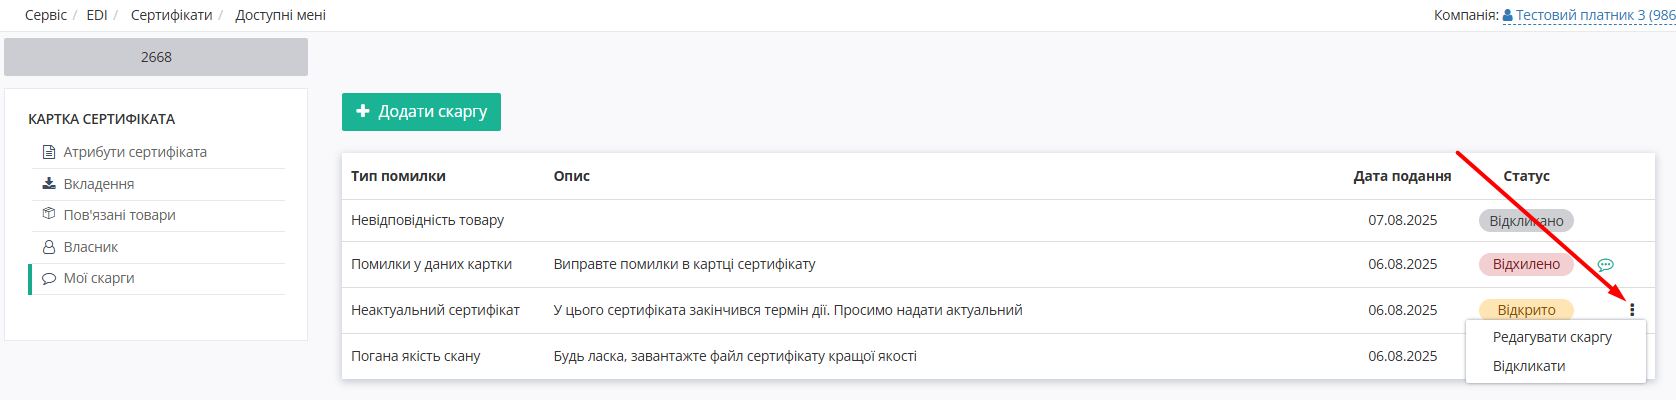 Сервіс / EDI / Сертифікати / Доступні мені
Компанія: Тестовий платник 3 (986
2668
КАРТКА СЕРТИФІКАТА
Атрибути сертифіката
Вкладення
Пов'язані товари
Власник
Мої скарги
+ Додати скаргу
Тип помилки Опис Дата подання Статус
Невідповідність товару 07.08.2025 Відкликано
Помилки у даних картки Виправте помилки в картці сертифікату 06.08.2025 Відхилено
Неактуальний сертифікат У цього сертифіката закінчився термін дії. Просимо надати актуальний 06.08.2025 Відкрито
Погана якість скану Будь ласка, завантажте файл сертифікату кращої якості 06.08.2025
Редагувати скаргу
Відкликати